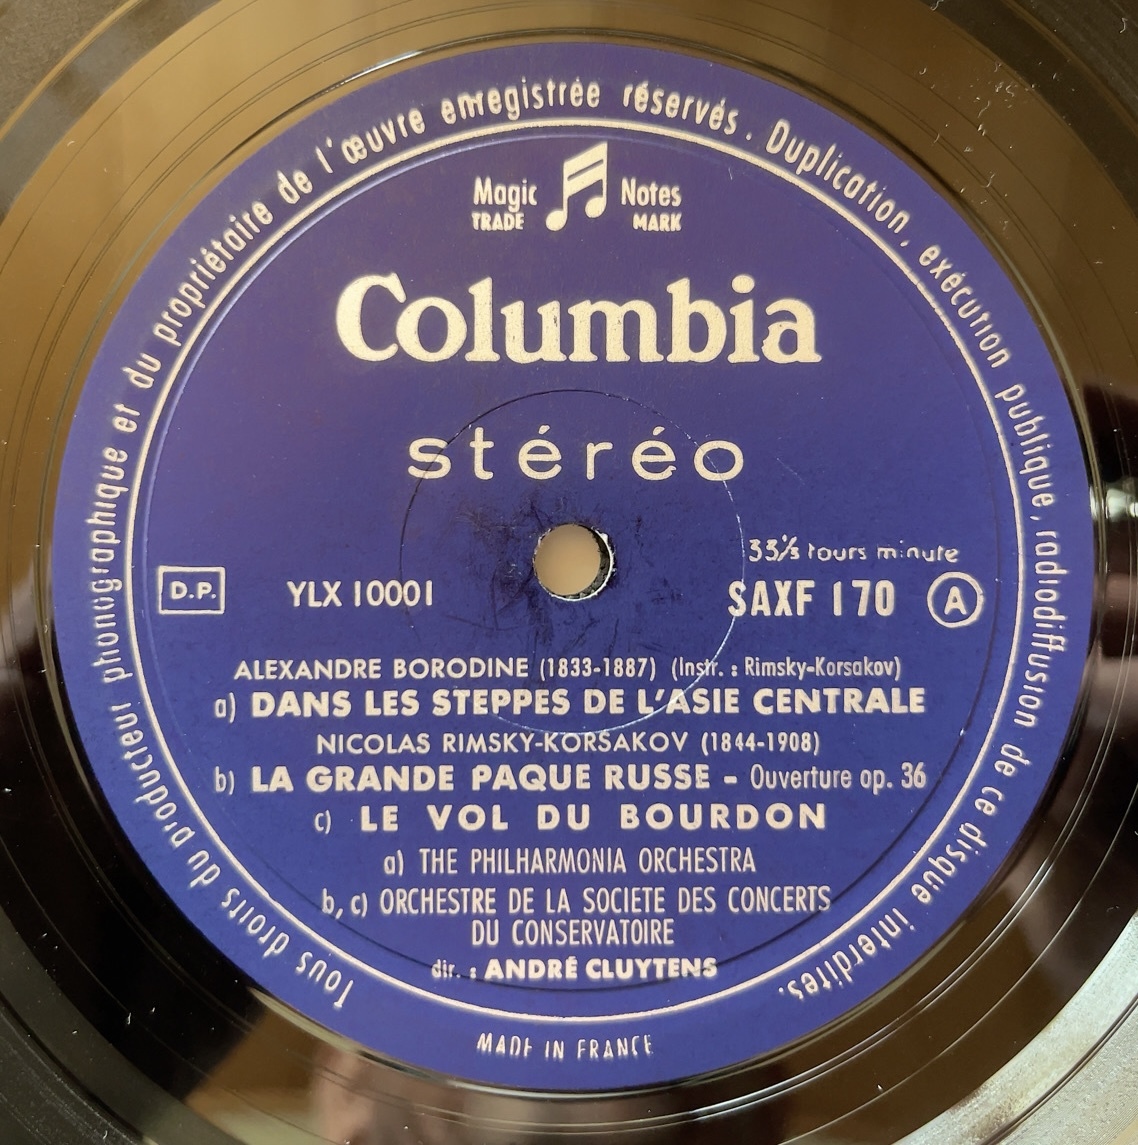 Tous droits du producteur phonographique et du propriétaire de l'œuvre enregistrée réservés. Duplication, exécution publique, radiodiffusion de ce disque interdites.
Magic Notes
TRADE MARK
Columbia
stéréo
33⅓ tours minute
D.P. YLX 10001 SAXF 170 A
ALEXANDRE BORODINE (1833-1887) (Instr. : Rimsky-Korsakov)
a) DANS LES STEPPES DE L'ASIE CENTRALE
NICOLAS RIMSKY-KORSAKOV (1844-1908)
b) LA GRANDE PAQUE RUSSE - Ouverture op. 36
c) LE VOL DU BOURDON
a) THE PHILHARMONIA ORCHESTRA
b, c) ORCHESTRE DE LA SOCIETE DES CONCERTS
DU CONSERVATOIRE
dir. : ANDRÉ CLUYTENS
MADE IN FRANCE